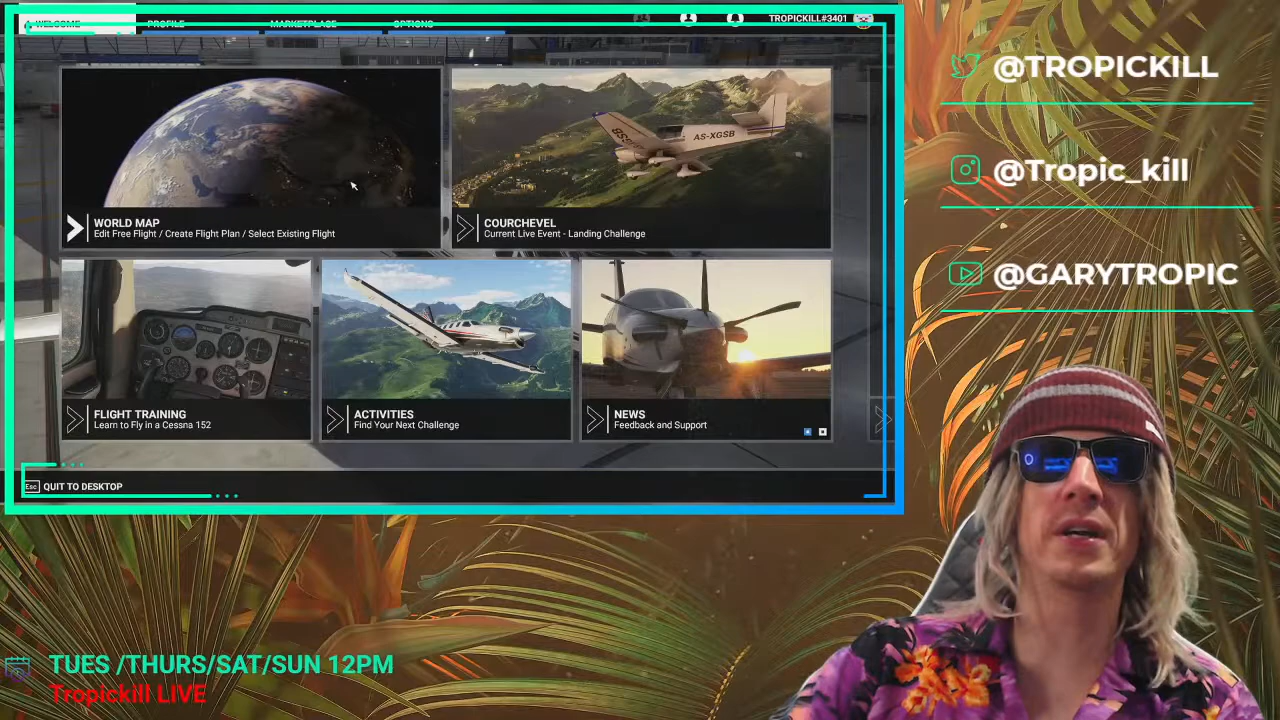 WELCOME
PROFILE
MARKETPLACE
OPTIONS
TROPICKILL#3401
WORLD MAP
Edit Free Flight / Create Flight Plan / Select Existing Flight
AS-XGSB
COURCHEVEL
Current Live Event - Landing Challenge
FLIGHT TRAINING
Learn to Fly in a Cessna 152
ACTIVITIES
Find Your Next Challenge
NEWS
Feedback and Support
Esc QUIT TO DESKTOP
@TROPICKILL
@Tropic_kill
@GARYTROPIC
TUES /THURS/SAT/SUN 12PM
Tropickill LIVE